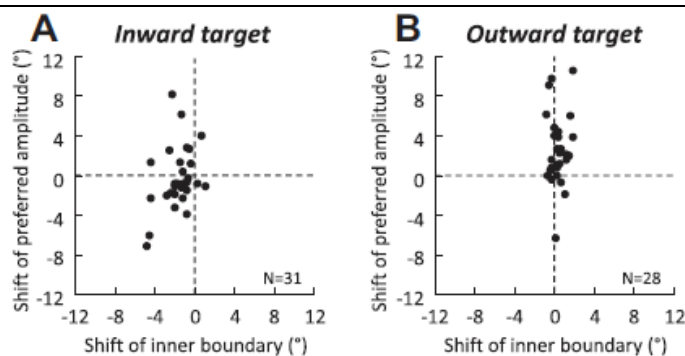 A
Inward target
Shift of preferred amplitude (°)
12
8
4
0
-4
-8
-12
N=31
-12 -8 -4 0 4 8 12
Shift of inner boundary (°)
B
Outward target
Shift of preferred amplitude (°)
12
8
4
0
-4
-8
-12
N=28
-12 -8 -4 0 4 8 12
Shift of inner boundary (°)